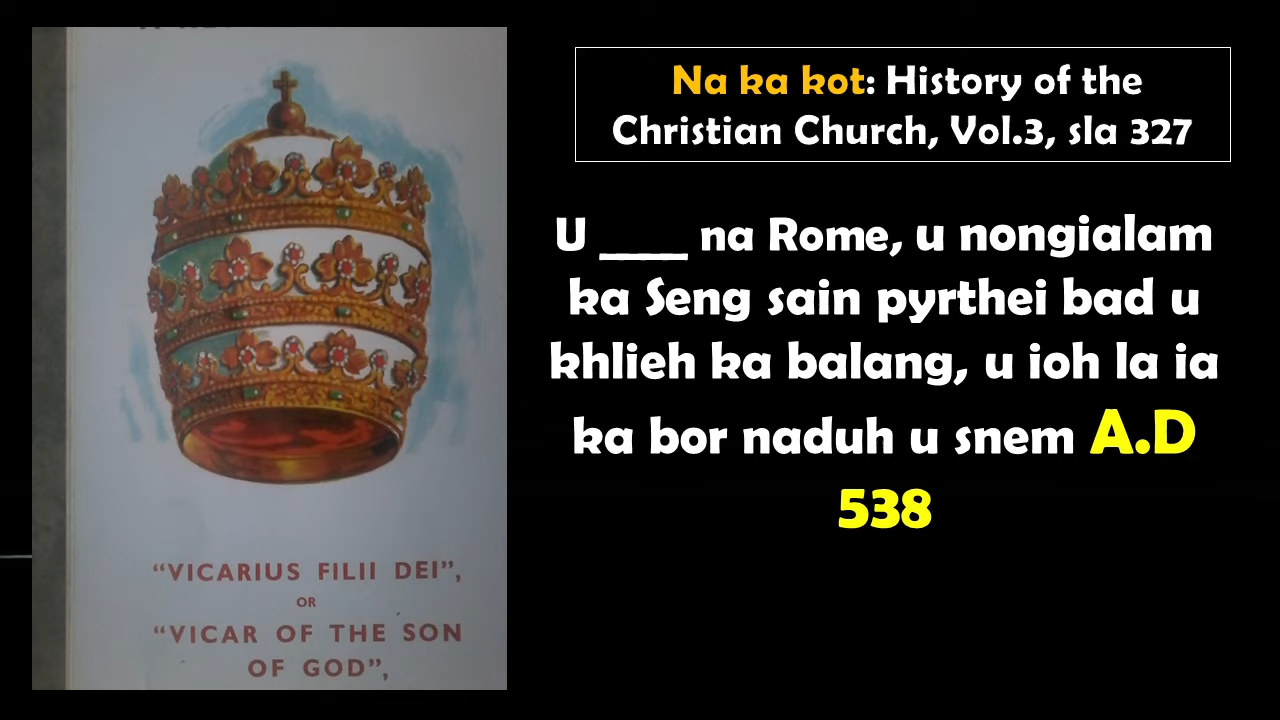 Na ka kot: History of the
Christian Church, Vol.3, sla 327
U ____ na Rome, u nongialam
ka Seng sain pyrthei bad u
khlieh ka balang, u ioh la ia
ka bor naduh u snem A.D
538
"VICARIUS FILII DEI",
OR
"VICAR OF THE SON
OF GOD",